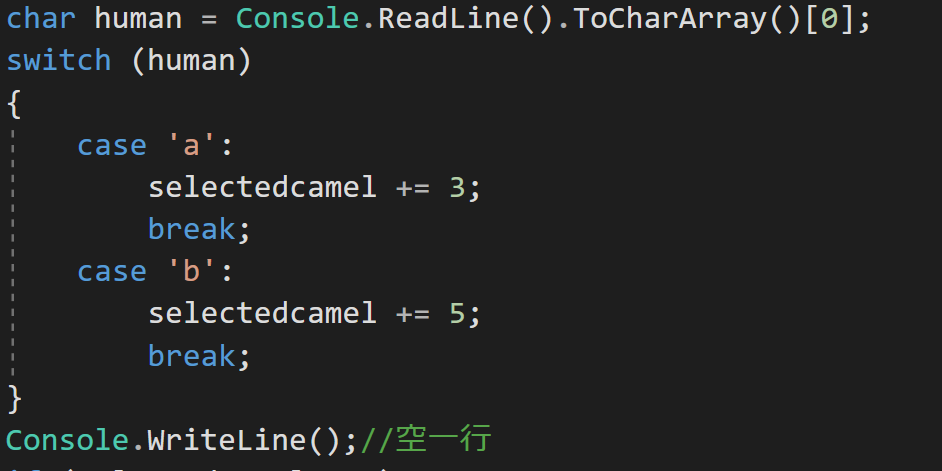 char human = Console.ReadLine().ToCharArray()[0];
switch (human)
{
    case 'a':
        selectedcamel += 3;
        break;
    case 'b':
        selectedcamel += 5;
        break;
}
Console.WriteLine();//空一行